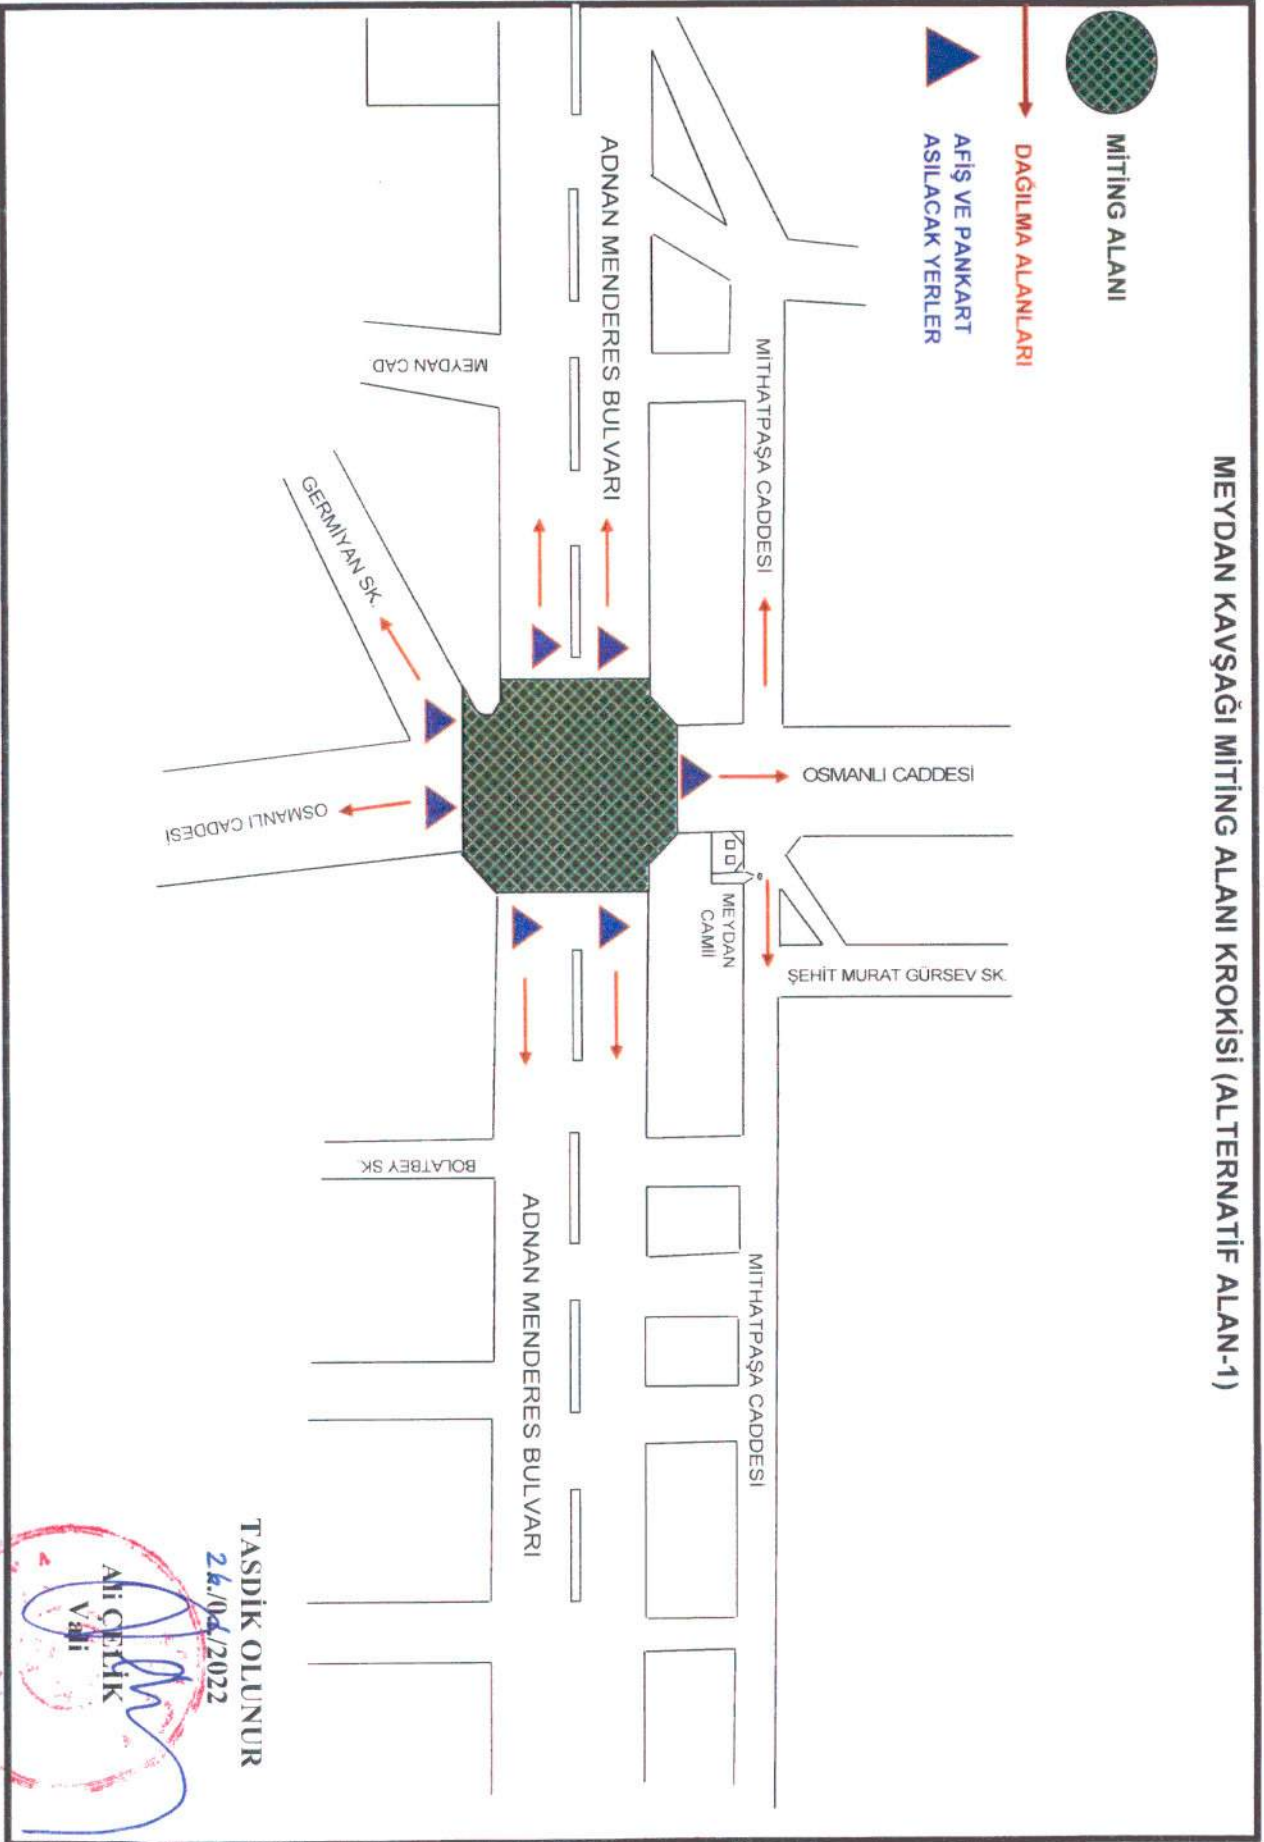 MEYDAN KAVŞAĞI MİTİNG ALANI KROKİSİ (ALTERNATİF ALAN-1)
MİTİNG ALANI
DAĞILMA ALANLARI
AFİŞ VE PANKART
ASILACAK YERLER
MİTHATPAŞA CADDESİ
OSMANLI CADDESİ
ŞEHİT MURAT GÜRSEV SK.
MEYDAN
CAMİİ
MİTHATPAŞA CADDESİ
ADNAN MENDERES BULVARI
ADNAN MENDERES BULVARI
MEYDAN CAD
GERMİYAN SK.
OSMANLI CADDESİ
BOLATBEY SK.
TASDİK OLUNUR
/2022
Ali ÇELİK
Vali